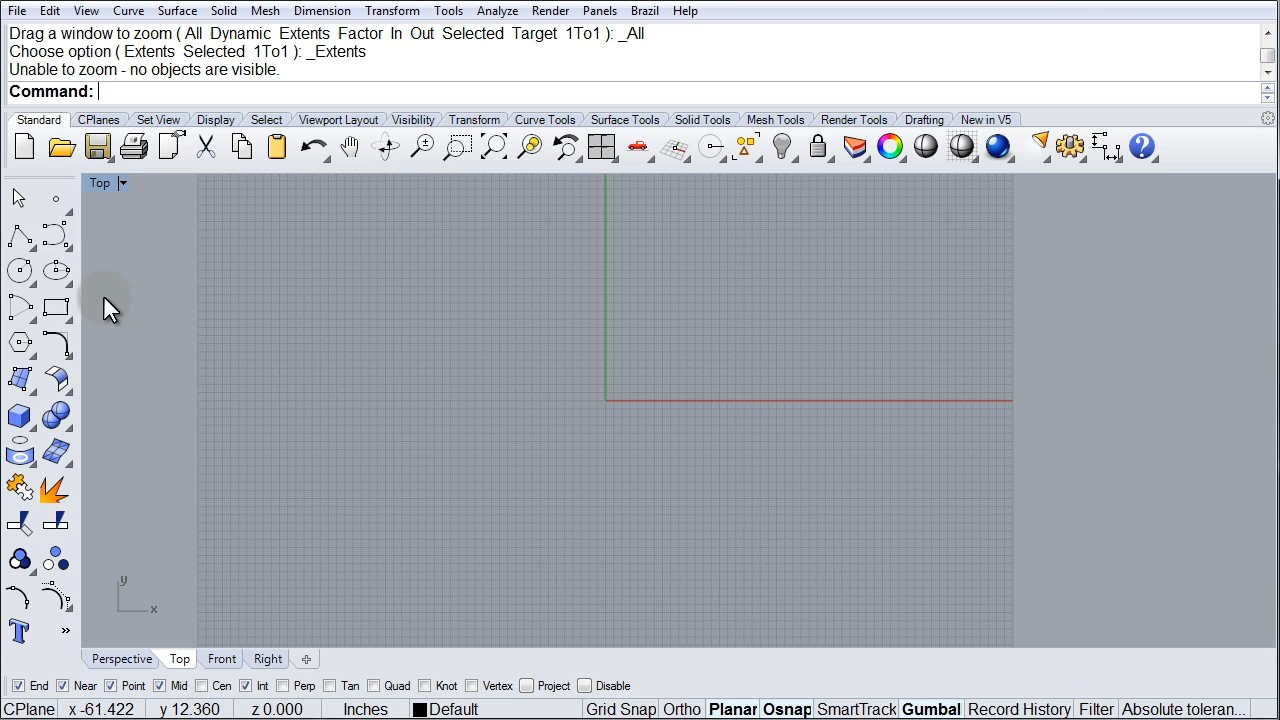 File Edit View Curve Surface Solid Mesh Dimension Transform Tools Analyze Render Panels Brazil Help
Drag a window to zoom ( All Dynamic Extents Factor In Out Selected Target 1To1 ): _All
Choose option ( Extents Selected 1To1 ): _Extents
Unable to zoom - no objects are visible.
Command:
Standard CPlanes Set View Display Select Viewport Layout Visibility Transform Curve Tools Surface Tools Solid Tools Mesh Tools Render Tools Drafting New in V5
Top
y
x
Perspective Top Front Right
End Near Point Mid Cen Int Perp Tan Quad Knot Vertex Project Disable
CPlane x -61.422 y 12.360 z 0.000 Inches Default Grid Snap Ortho Planar Osnap SmartTrack Gumbal Record History Filter Absolute toleran...